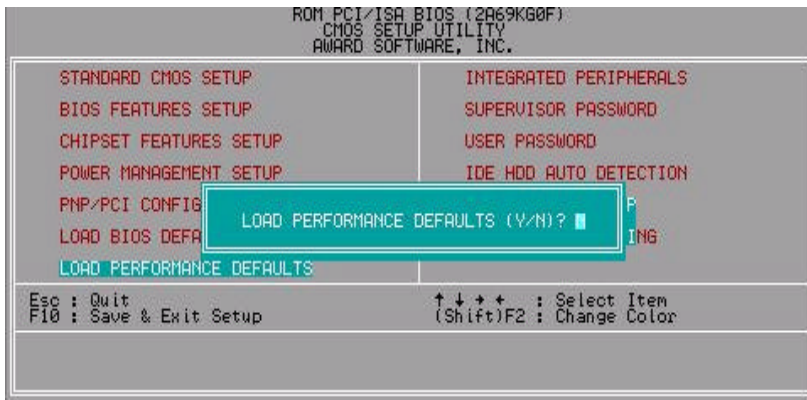 ROM PCI/ISA BIOS (2A69KG0F)
CMOS SETUP UTILITY
AWARD SOFTWARE, INC.
STANDARD CMOS SETUP
BIOS FEATURES SETUP
CHIPSET FEATURES SETUP
POWER MANAGEMENT SETUP
PNP/PCI CONFIG
LOAD BIOS DEFA
LOAD PERFORMANCE DEFAULTS
INTEGRATED PERIPHERALS
SUPERVISOR PASSWORD
USER PASSWORD
IDE HDD AUTO DETECTION
P
ING
LOAD PERFORMANCE DEFAULTS (Y/N)?
Esc : Quit
F10 : Save & Exit Setup
↑ ↓ → ← : Select Item
(Shift)F2 : Change Color